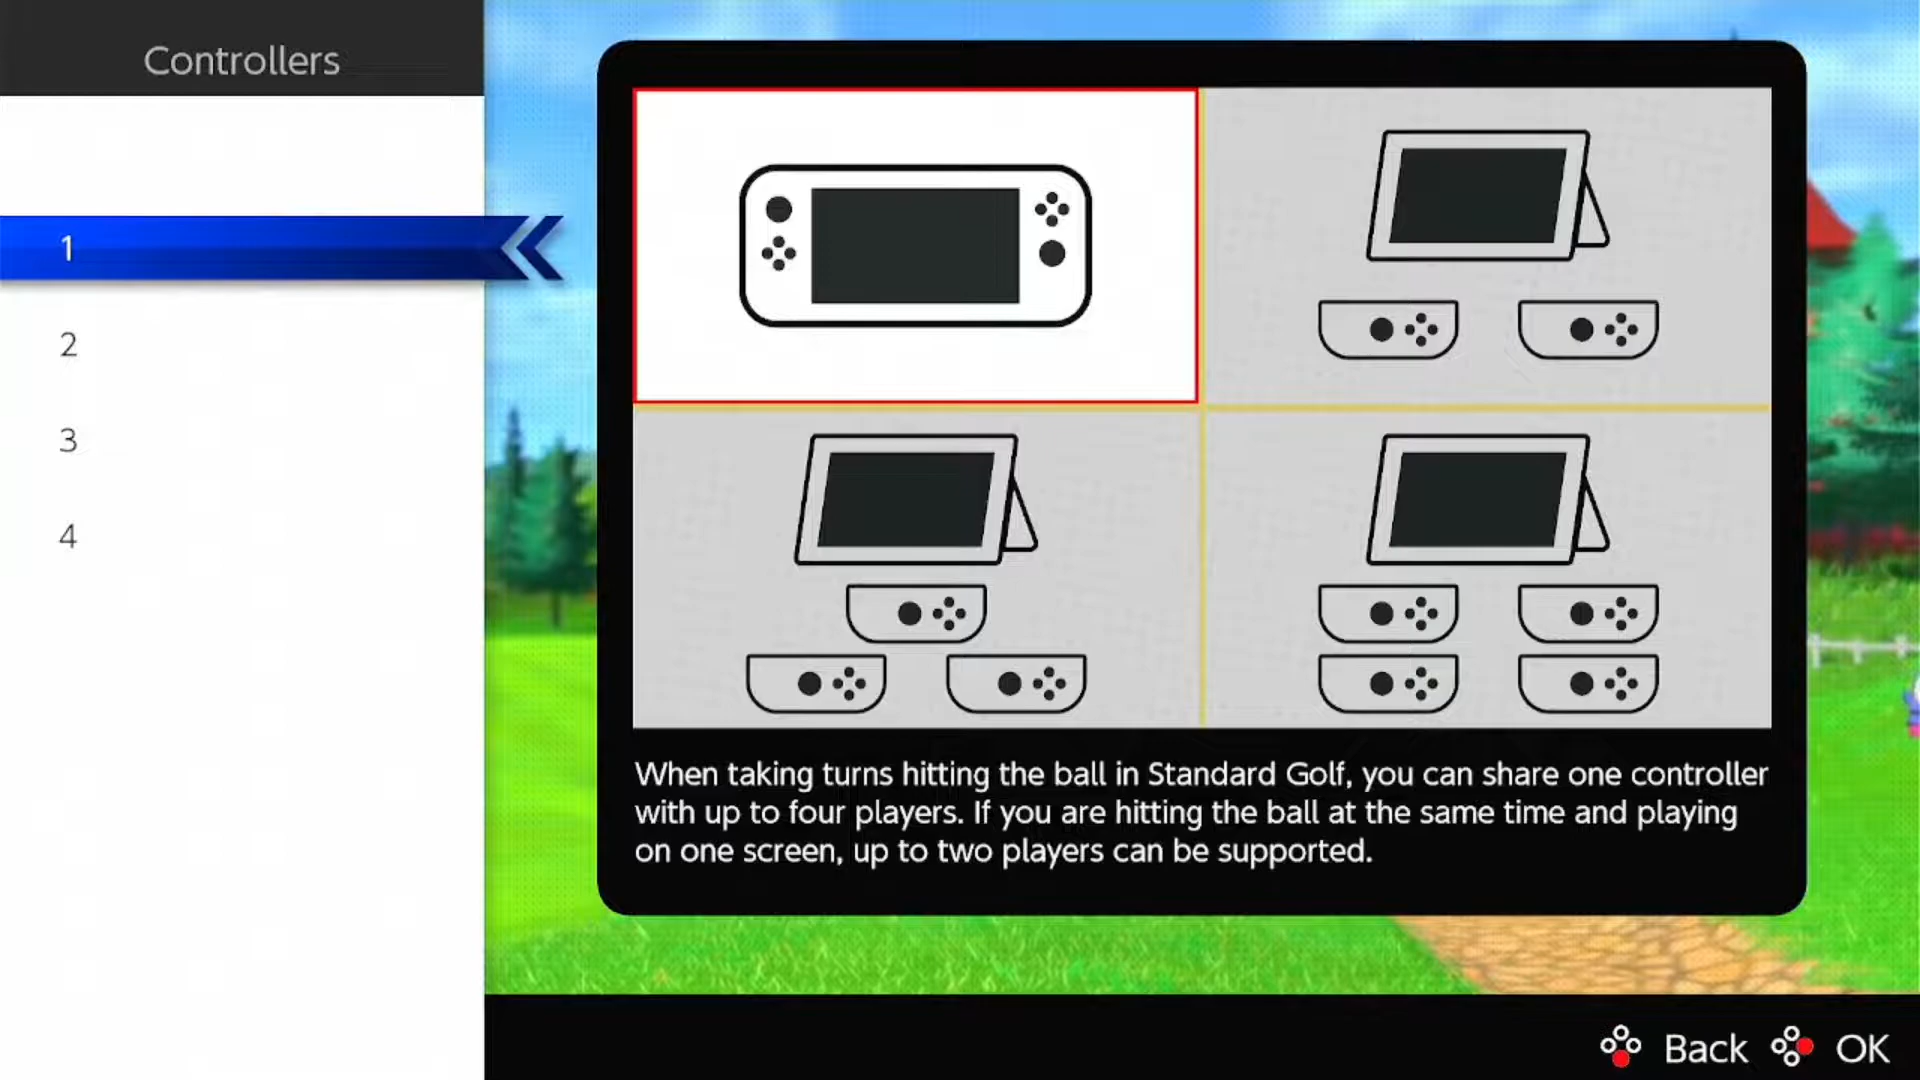 Controllers
1
2
3
4
When taking turns hitting the ball in Standard Golf, you can share one controller
with up to four players. If you are hitting the ball at the same time and playing
on one screen, up to two players can be supported.
Back OK